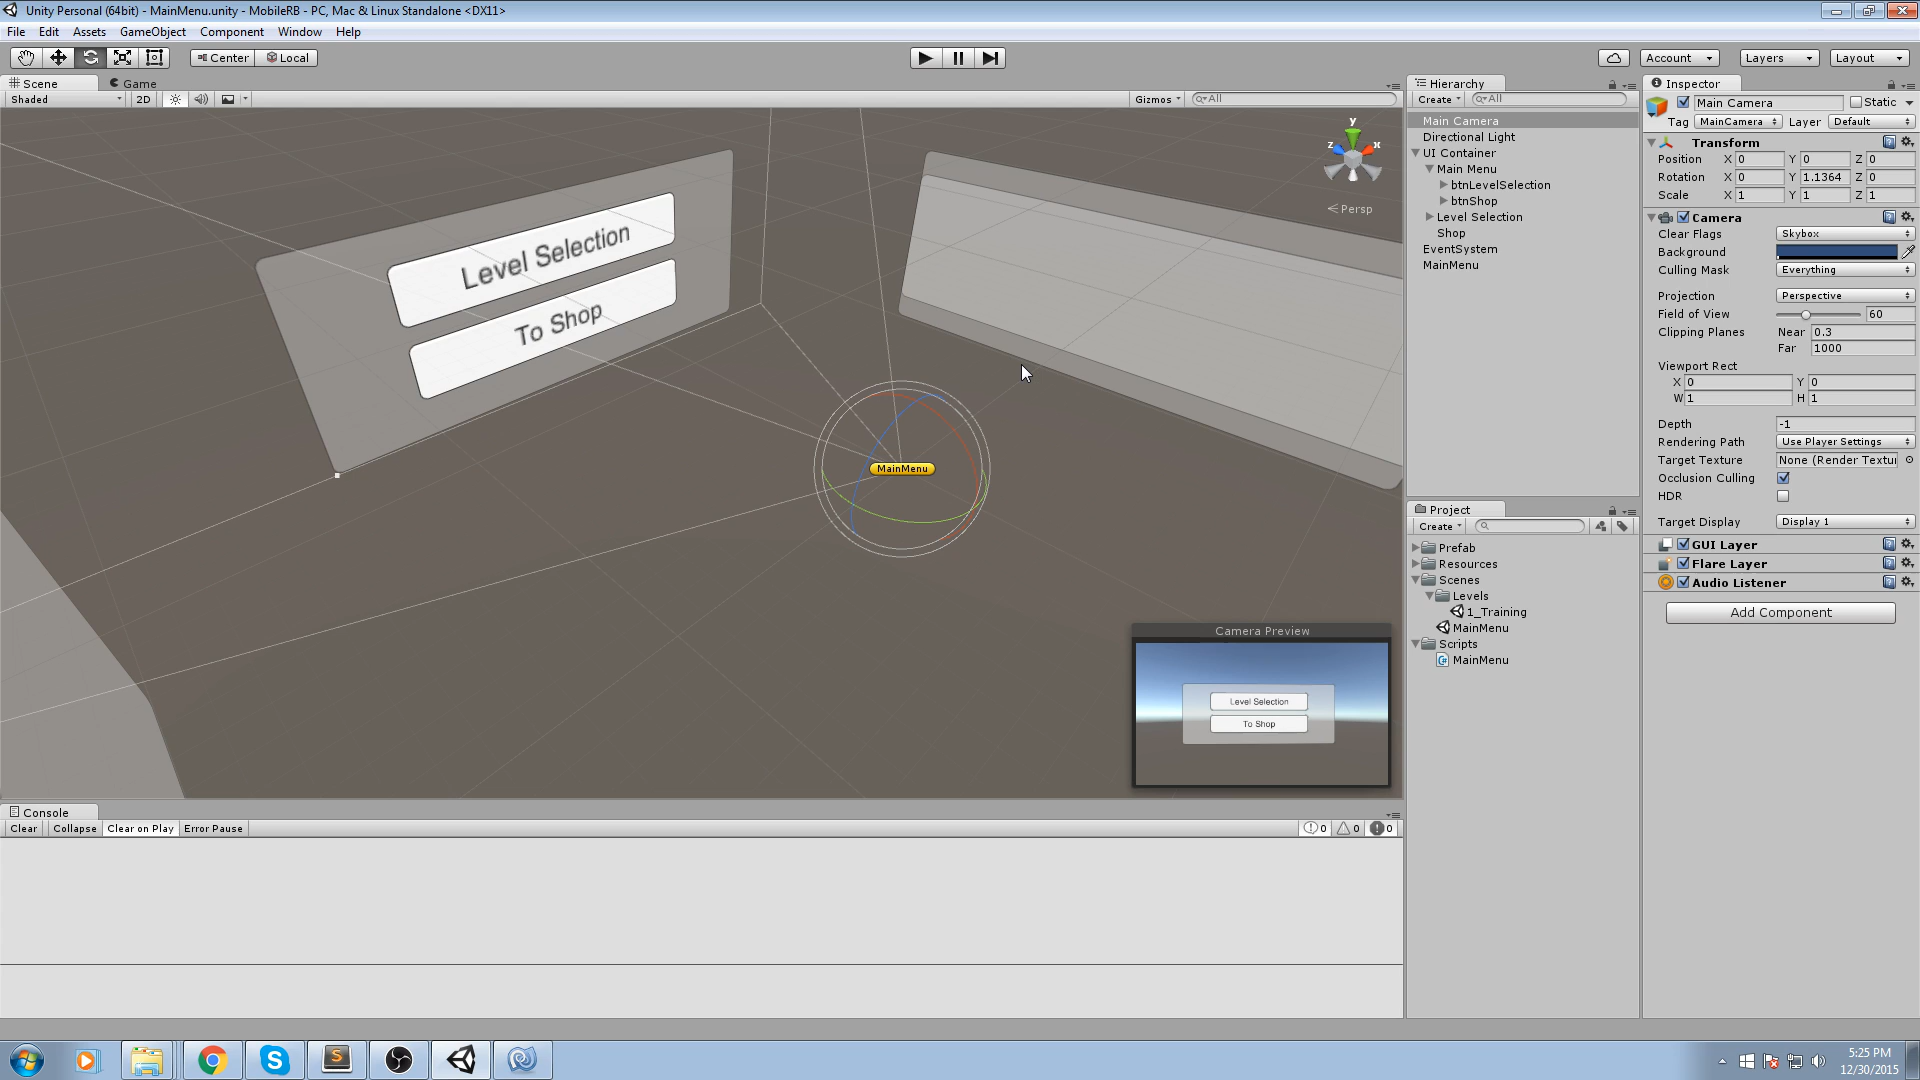 Unity Personal (64bit) - MainMenu.unity - MobileRB - PC, Mac & Linux Standalone <DX11>
File Edit Assets GameObject Component Window Help
Center Local Account Layers Layout
Scene Game
Shaded 2D Gizmos All
Level Selection
To Shop
y
z x
Persp
MainMenu
Camera Preview
Level Selection
To Shop
Hierarchy
Create All
Main Camera
Directional Light
UI Container
Main Menu
btnLevelSelection
btnShop
Level Selection
Shop
EventSystem
MainMenu
Project
Create
Prefab
Resources
Scenes
Levels
1_Training
MainMenu
Scripts
MainMenu
Inspector
Main Camera Static
Tag MainCamera Layer Default
Transform
Position X 0 Y 0 Z 0
Rotation X 0 Y 1.1364 Z 0
Scale X 1 Y 1 Z 1
Camera
Clear Flags Skybox
Background
Culling Mask Everything
Projection Perspective
Field of View 60
Clipping Planes Near 0.3
Far 1000
Viewport Rect
X 0 Y 0
W 1 H 1
Depth -1
Rendering Path Use Player Settings
Target Texture None (Render Textu
Occlusion Culling
HDR
Target Display Display 1
GUI Layer
Flare Layer
Audio Listener
Add Component
Console
Clear Collapse Clear on Play Error Pause 0 0 0
5:25 PM
12/30/2015